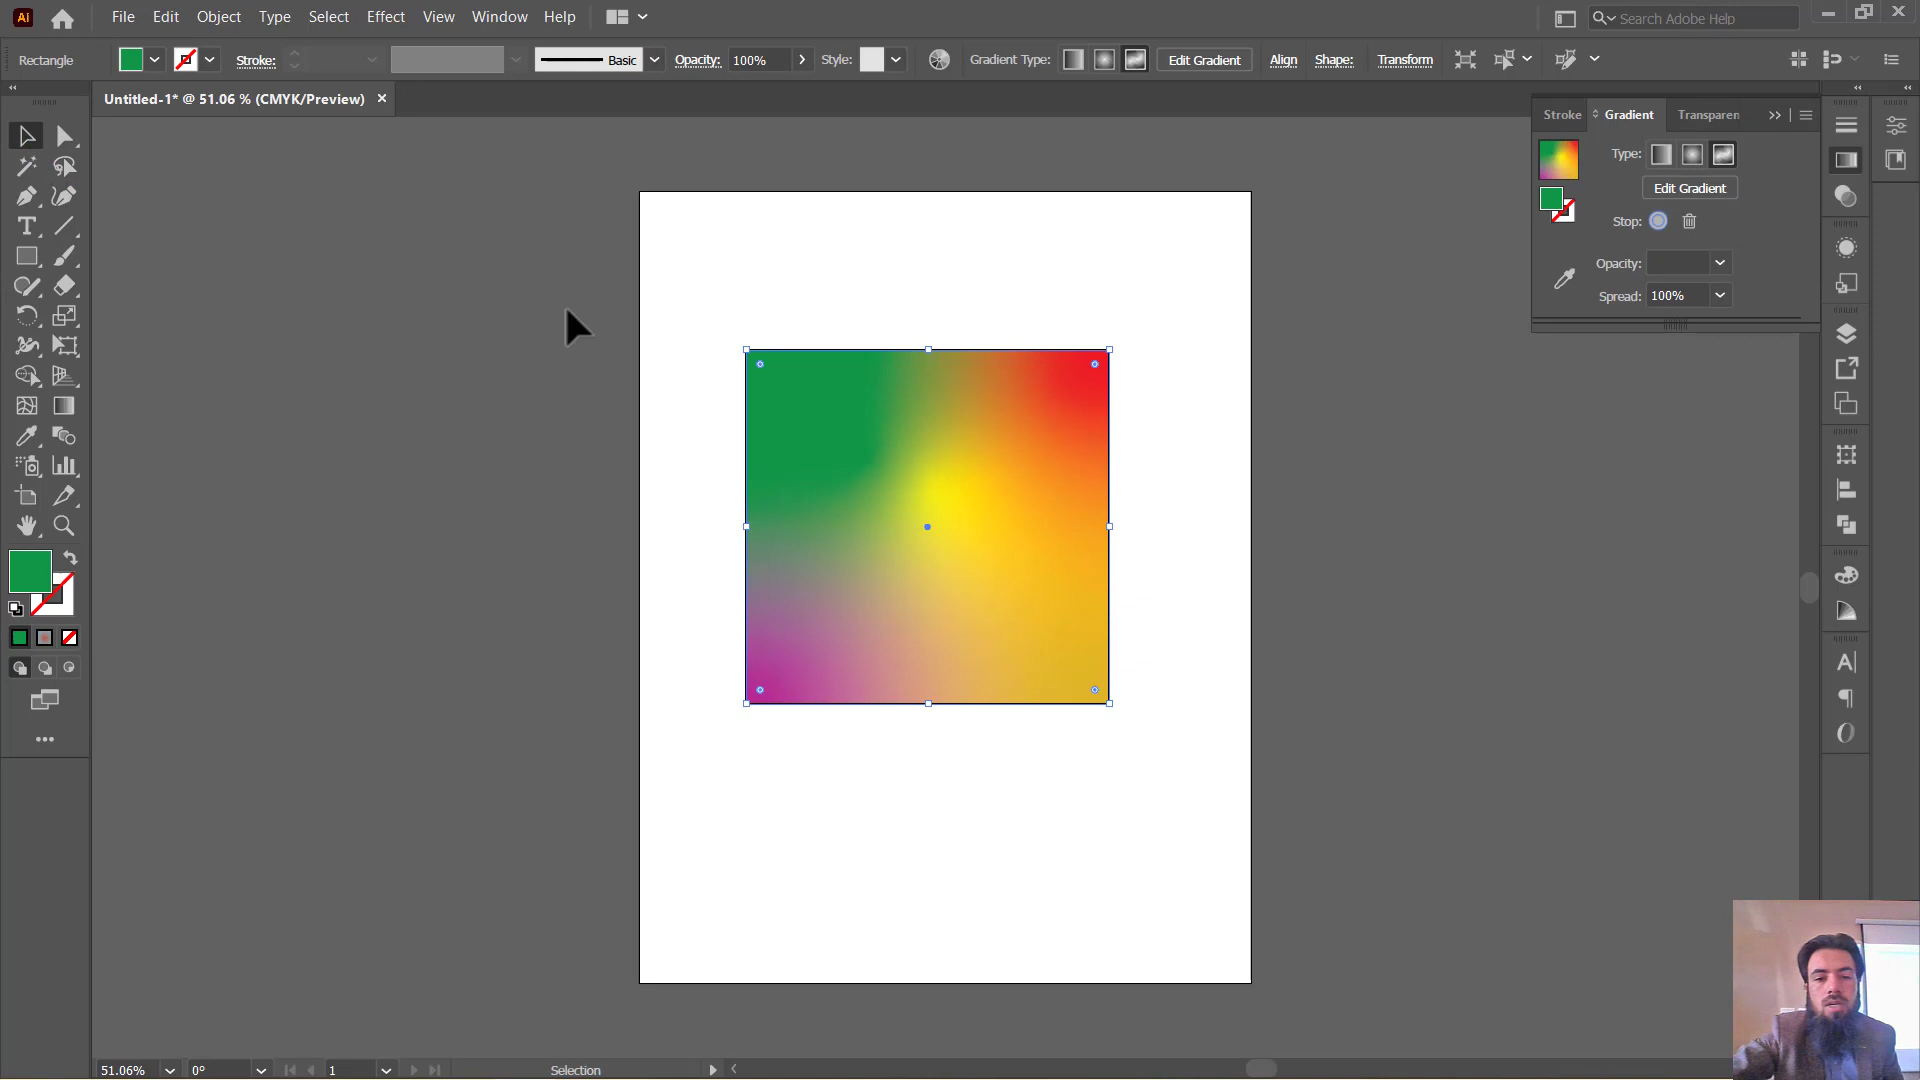 Ai File Edit Object Type Select Effect View Window Help Search Adobe Help
Rectangle Stroke: Basic Opacity: 100% Style: Gradient Type: Edit Gradient Align Shape: Transform
Untitled-1* @ 51.06 % (CMYK/Preview)
Stroke Gradient Transparen
Type:
Edit Gradient
Stop:
Opacity:
Spread: 100%
51.06% 0° 1 Selection